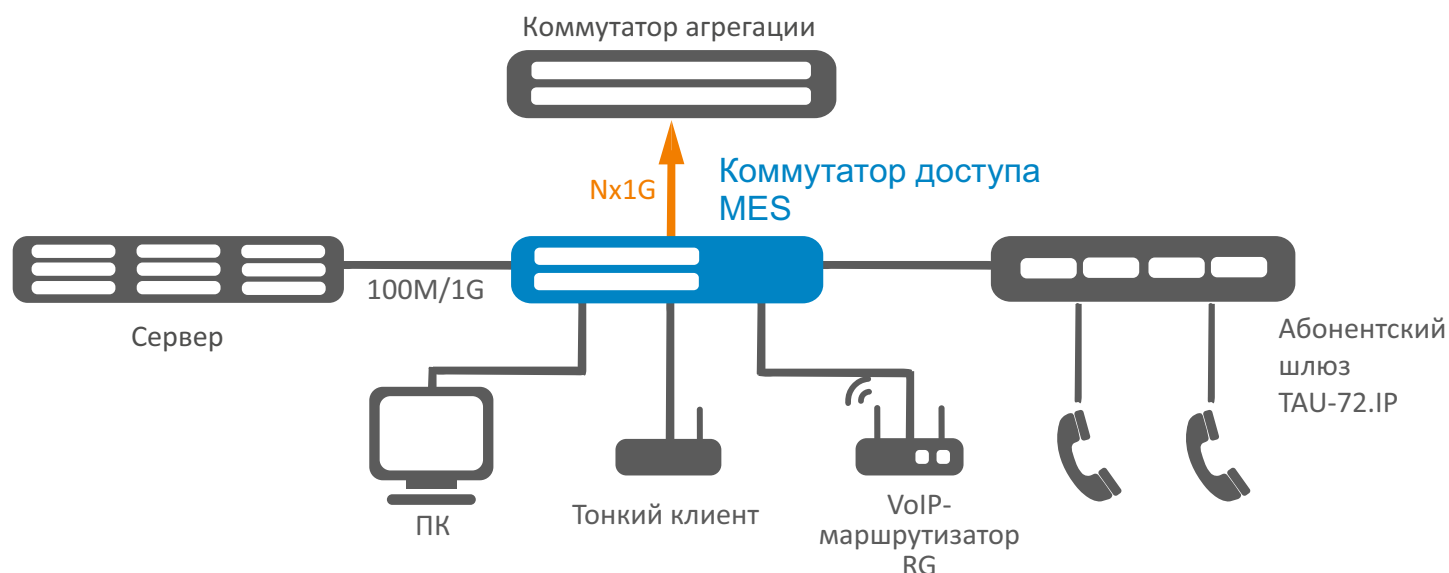 Коммутатор агрегации
Nx1G
Коммутатор доступа
MES
100M/1G
Сервер
Абонентский
шлюз
TAU-72.IP
ПК
Тонкий клиент
VoIP-
маршрутизатор
RG